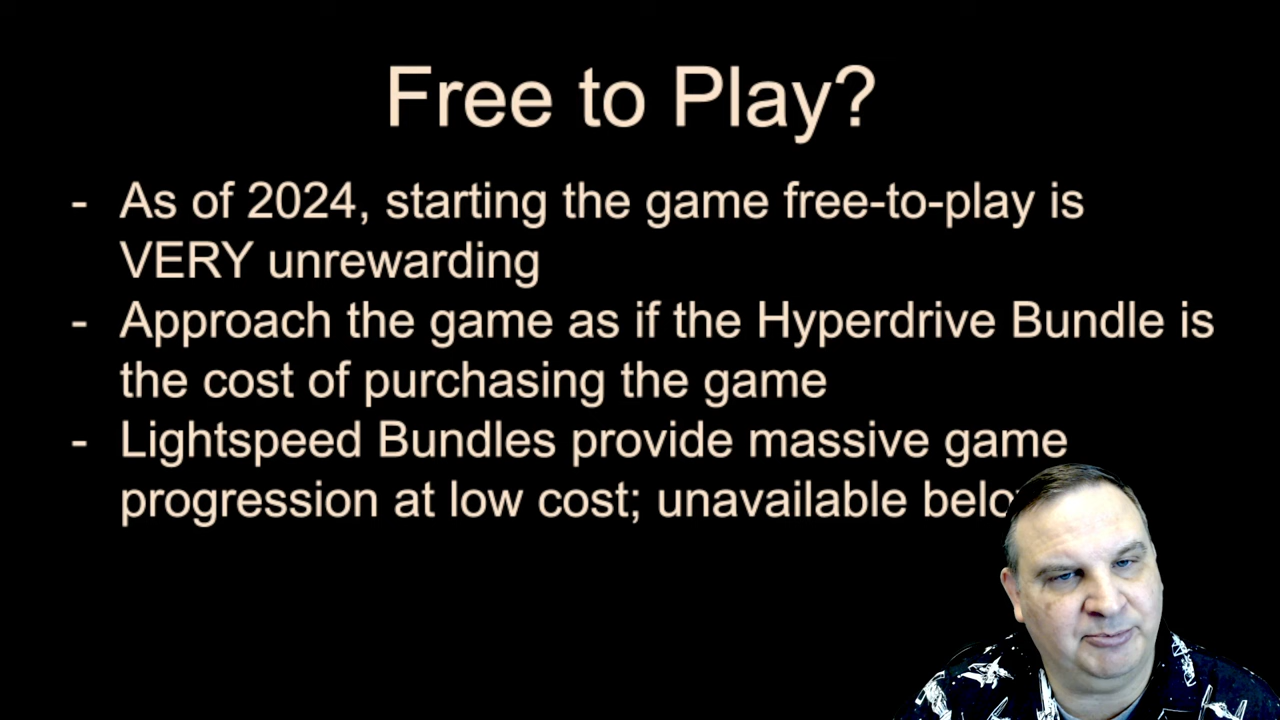 Free to Play?
- As of 2024, starting the game free-to-play is
VERY unrewarding
- Approach the game as if the Hyperdrive Bundle is
the cost of purchasing the game
- Lightspeed Bundles provide massive game
progression at low cost; unavailable